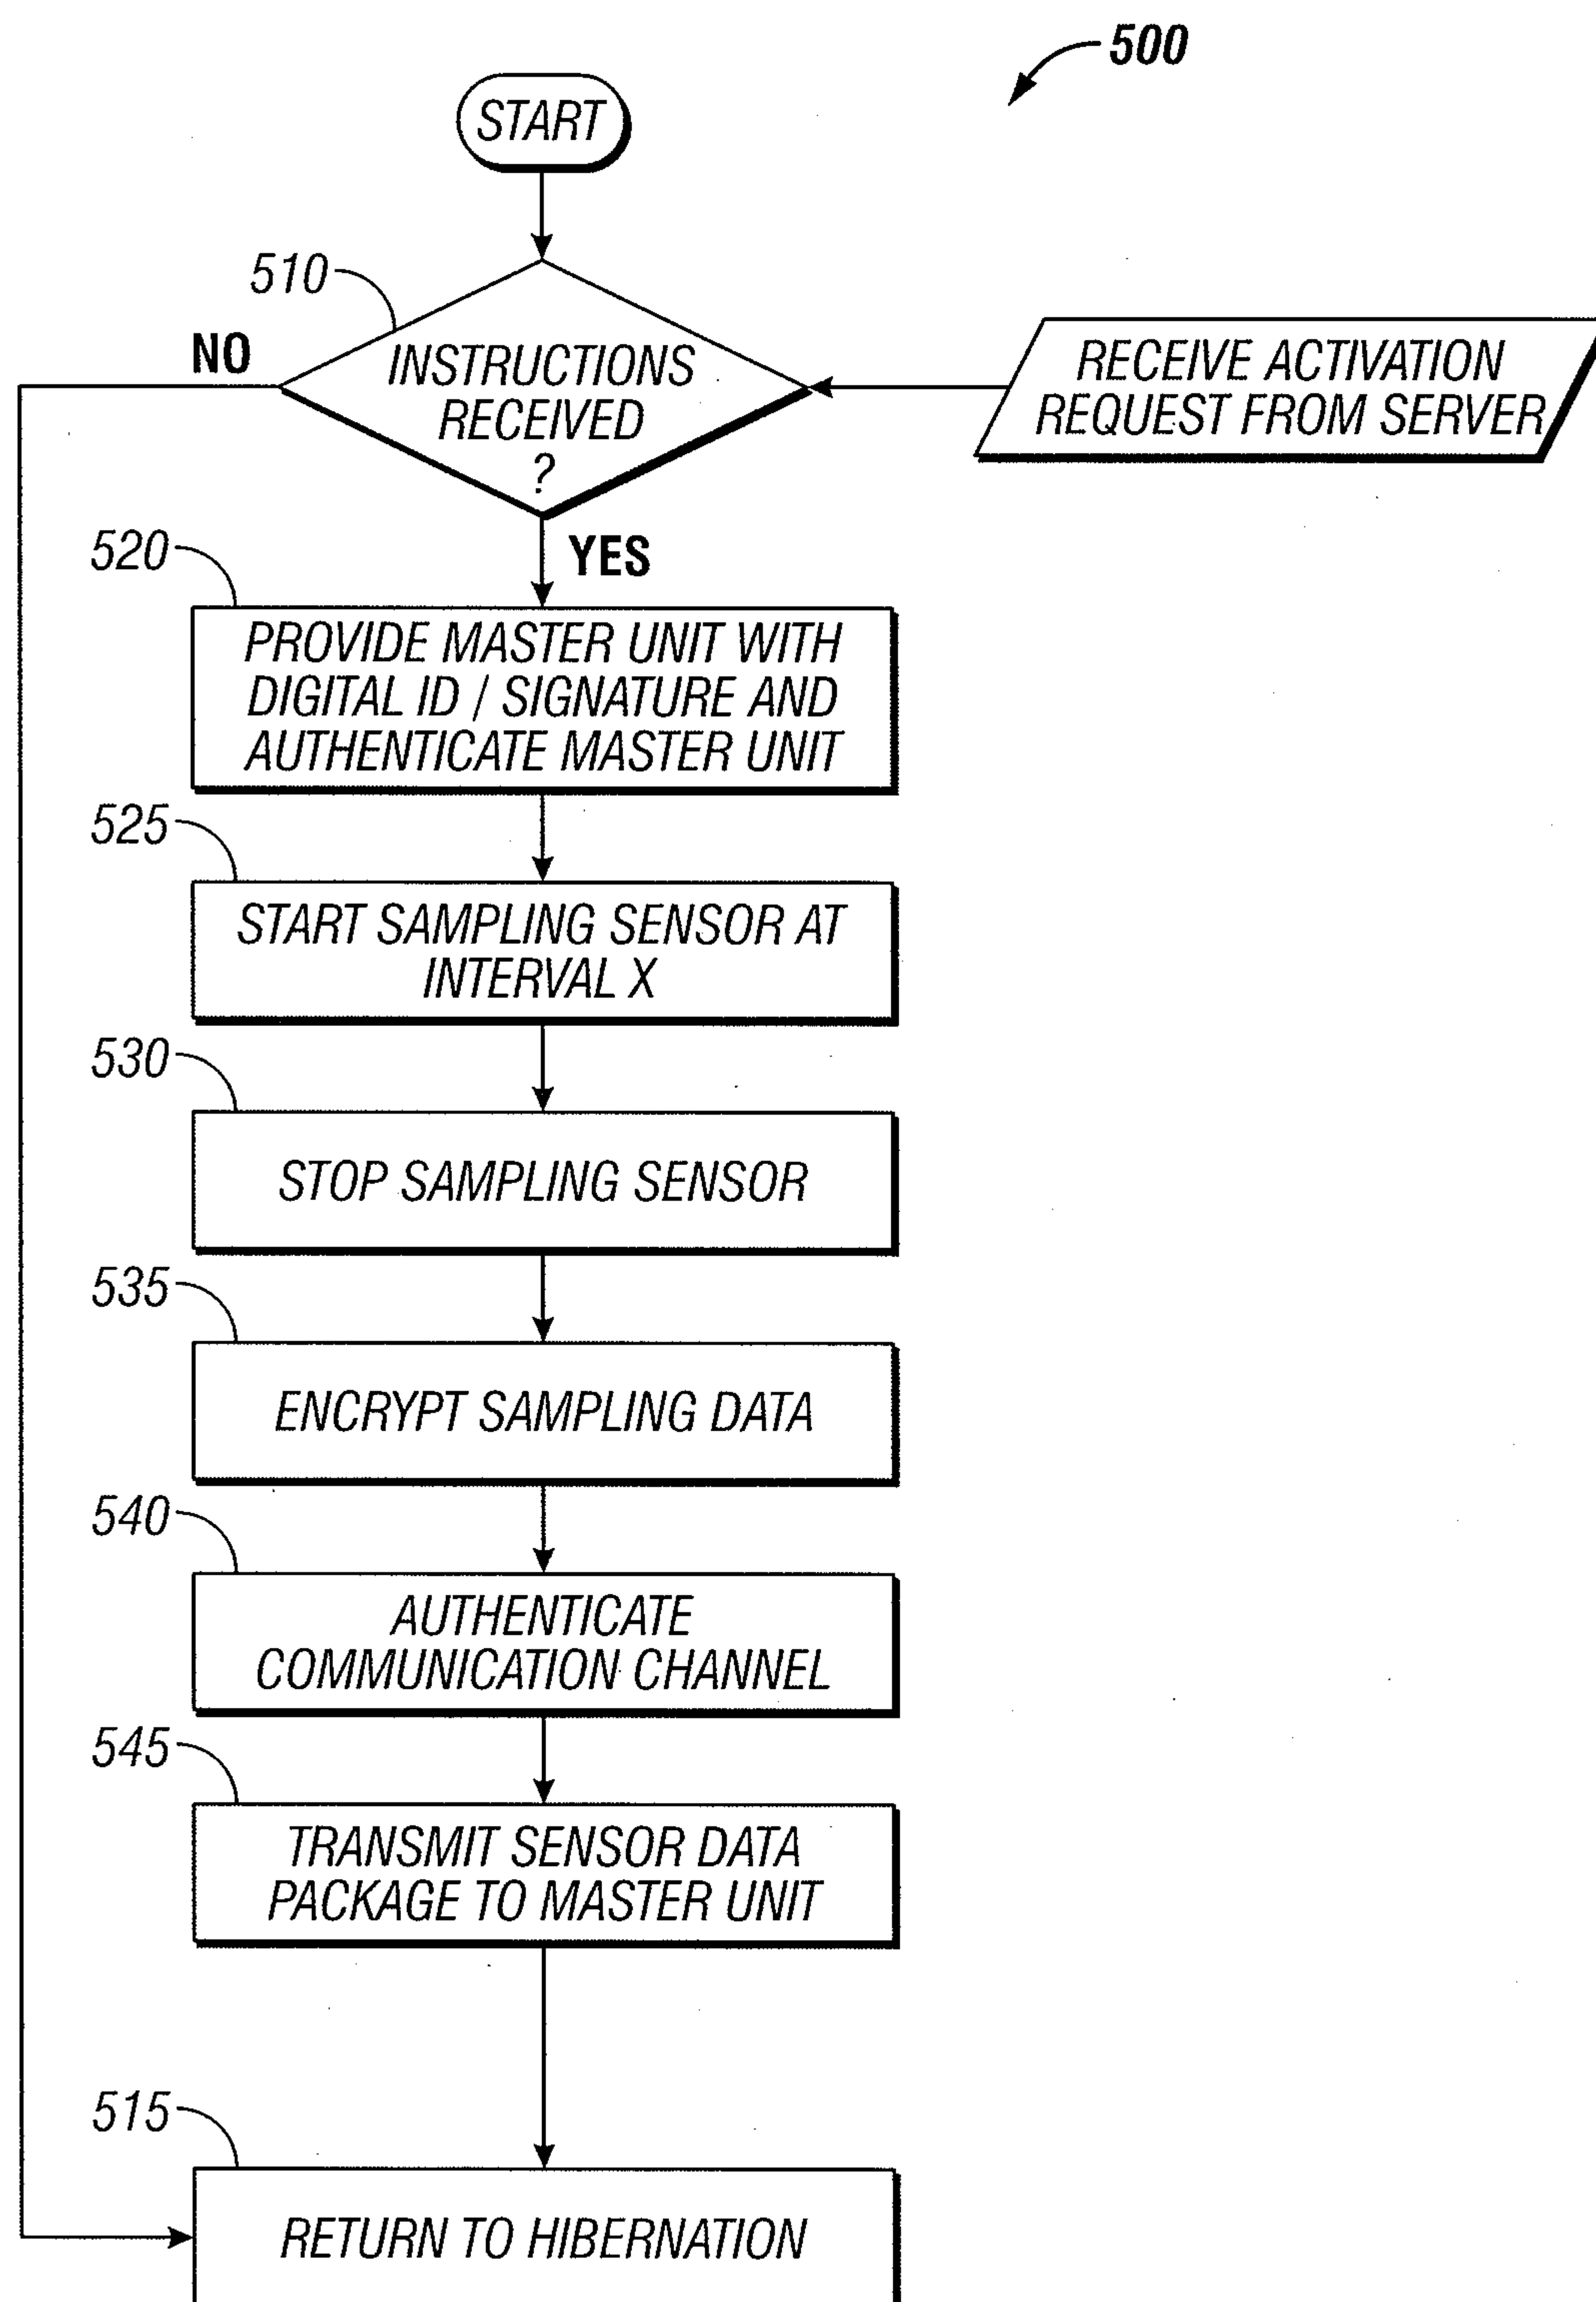 500
START
510
NO
INSTRUCTIONS
RECEIVED
?
RECEIVE ACTIVATION
REQUEST FROM SERVER
YES
520
PROVIDE MASTER UNIT WITH
DIGITAL ID / SIGNATURE AND
AUTHENTICATE MASTER UNIT
525
START SAMPLING SENSOR AT
INTERVAL X
530
STOP SAMPLING SENSOR
535
ENCRYPT SAMPLING DATA
540
AUTHENTICATE
COMMUNICATION CHANNEL
545
TRANSMIT SENSOR DATA
PACKAGE TO MASTER UNIT
515
RETURN TO HIBERNATION